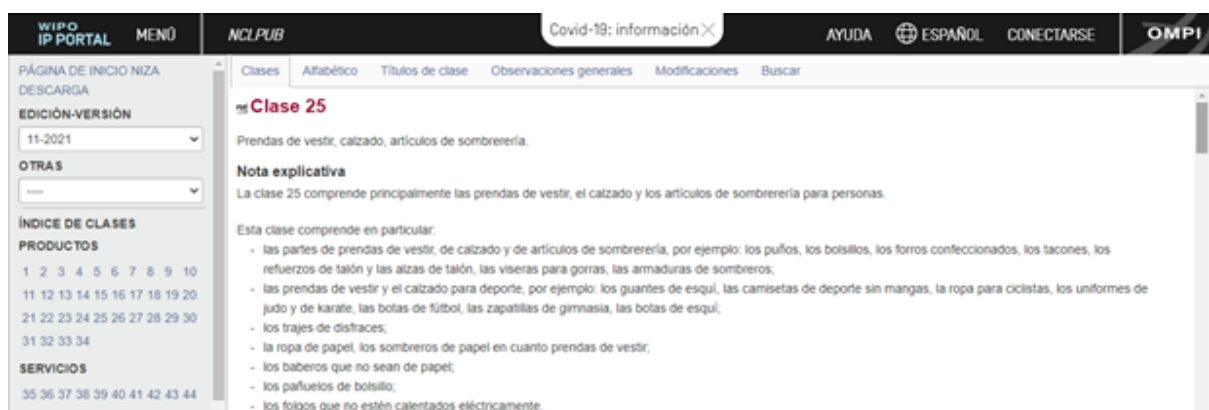 WIPO
IP PORTAL MENÚ NCLPUB Covid-19: información AYUDA ESPAÑOL CONECTARSE OMPI
PÁGINA DE INICIO NIZA
DESCARGA
EDICIÓN-VERSIÓN
11-2021
OTRAS
----
ÍNDICE DE CLASES
PRODUCTOS
1 2 3 4 5 6 7 8 9 10
11 12 13 14 15 16 17 18 19 20
21 22 23 24 25 26 27 28 29 30
31 32 33 34
SERVICIOS
35 36 37 38 39 40 41 42 43 44
Clases Alfabético Títulos de clase Observaciones generales Modificaciones Buscar
Clase 25
Prendas de vestir, calzado, artículos de sombrerería.
Nota explicativa
La clase 25 comprende principalmente las prendas de vestir, el calzado y los artículos de sombrerería para personas.
Esta clase comprende en particular:
- las partes de prendas de vestir, de calzado y de artículos de sombrerería, por ejemplo: los puños, los bolsillos, los forros confeccionados, los tacones, los
refuerzos de talón y las alzas de talón, las viseras para gorras, las armaduras de sombreros;
- las prendas de vestir y el calzado para deporte, por ejemplo: los guantes de esquí, las camisetas de deporte sin mangas, la ropa para ciclistas, los uniformes de
judo y de karate, las botas de fútbol, las zapatillas de gimnasia, las botas de esquí;
- los trajes de disfraces;
- la ropa de papel, los sombreros de papel en cuanto prendas de vestir;
- los baberos que no sean de papel;
- los pañuelos de bolsillo;
- los folgos que no estén calentados eléctricamente.